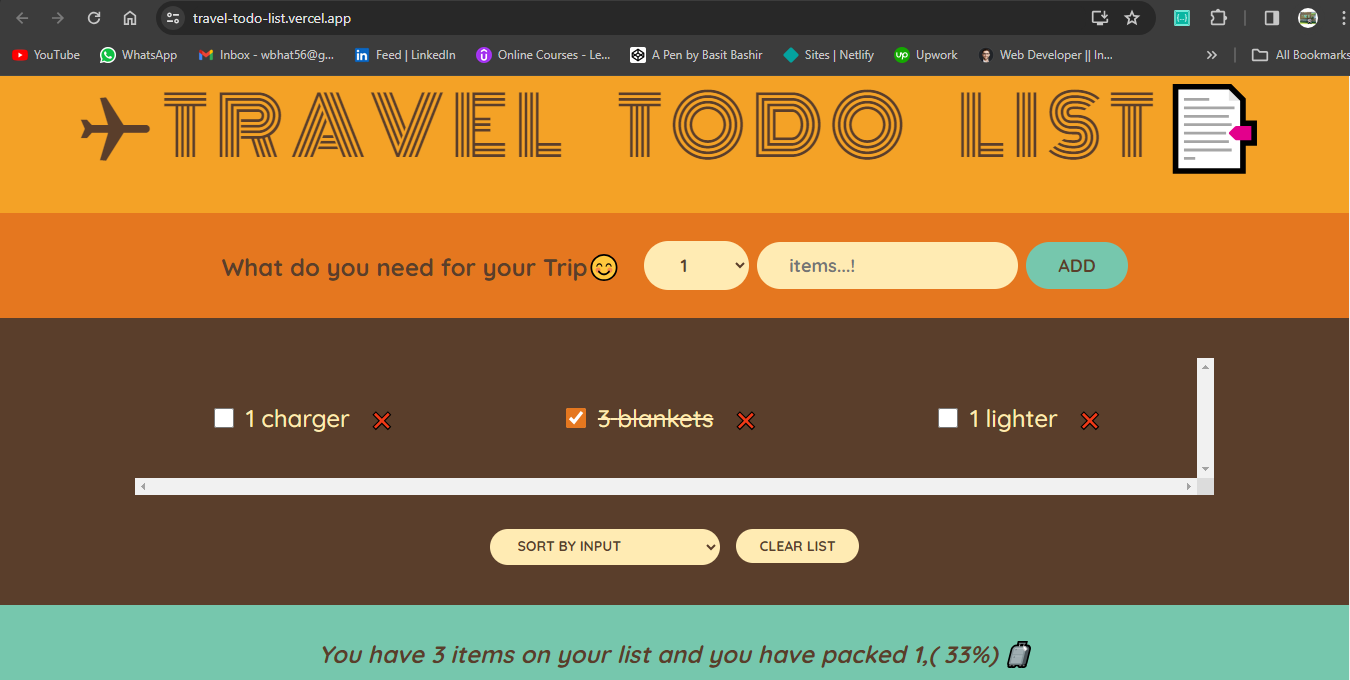 travel-todo-list.vercel.app
YouTube WhatsApp Inbox - wbhat56@g... Feed | LinkedIn Online Courses - Le... A Pen by Basit Bashir Sites | Netlify Upwork Web Developer || In... » All Bookmarks
TRAVEL TODO LIST
What do you need for your Trip😊 1 items...! ADD
1 charger ❌ 3 blankets ❌ 1 lighter ❌
SORT BY INPUT CLEAR LIST
You have 3 items on your list and you have packed 1,( 33%)